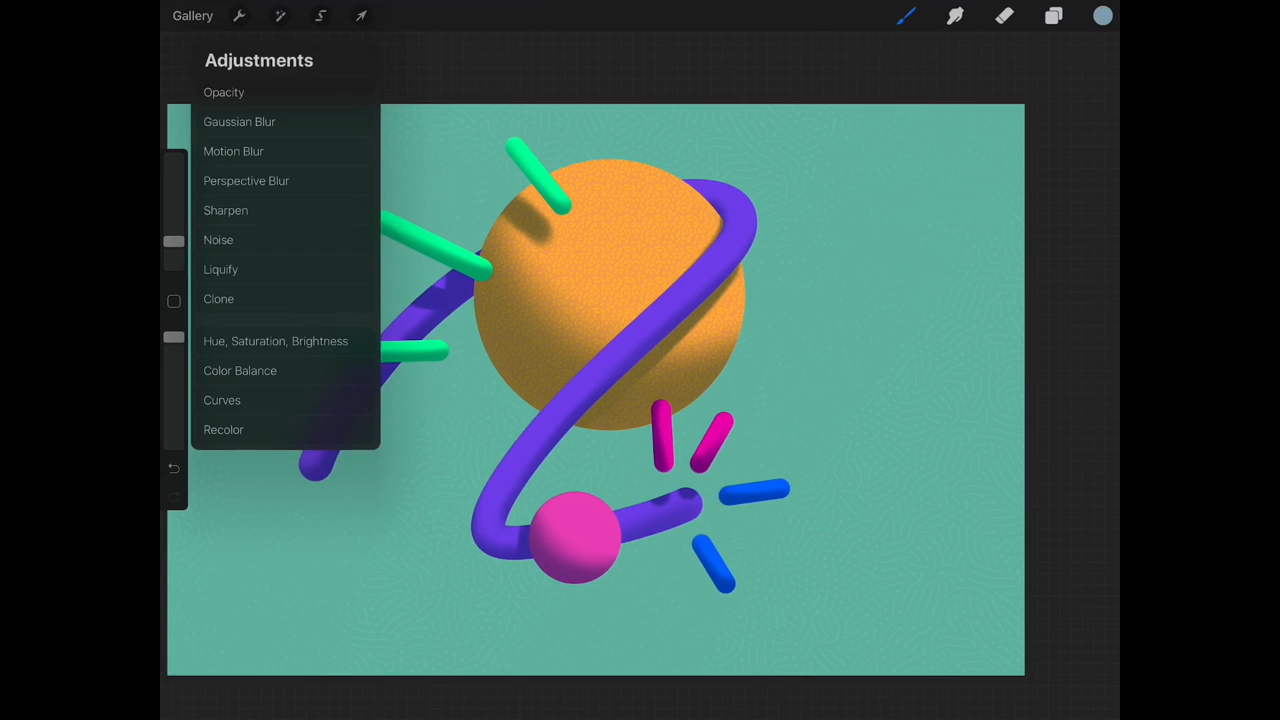 Gallery
Adjustments
Opacity
Gaussian Blur
Motion Blur
Perspective Blur
Sharpen
Noise
Liquify
Clone
Hue, Saturation, Brightness
Color Balance
Curves
Recolor